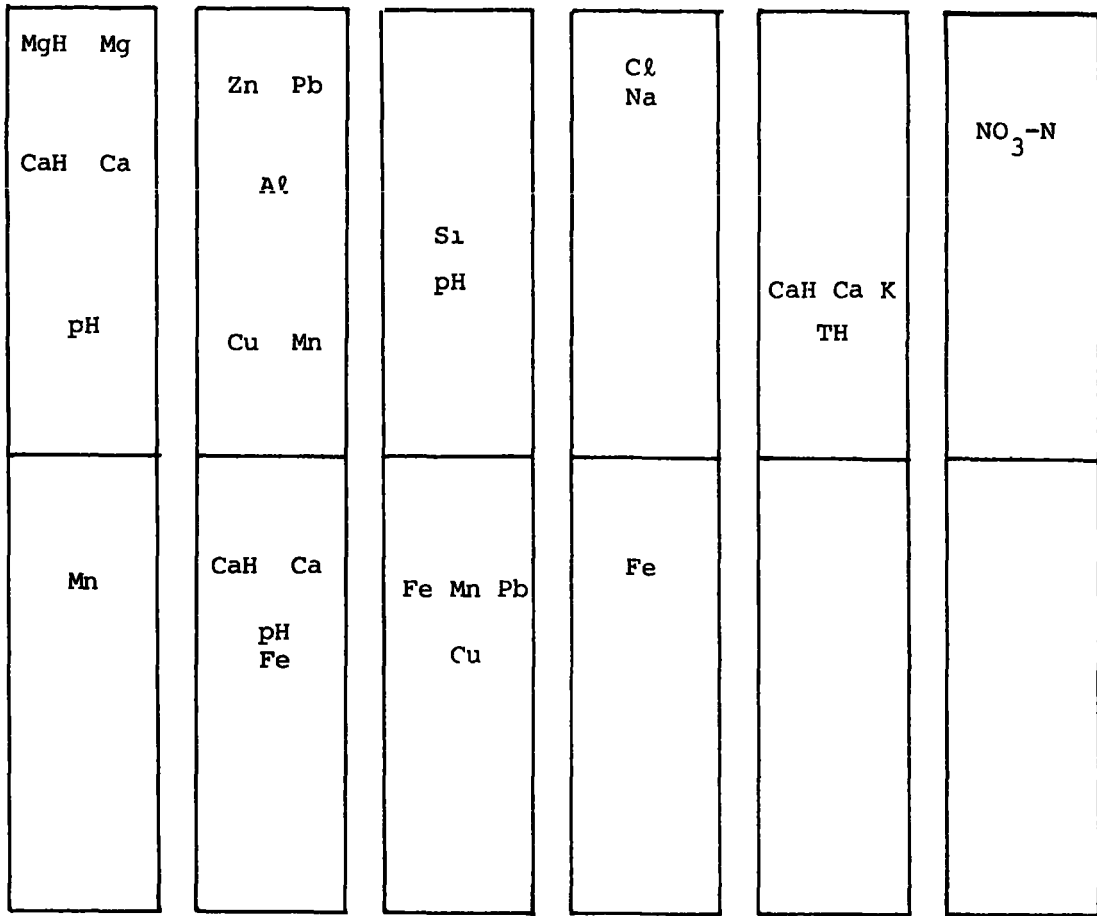 MgH Mg
CaH Ca
pH
Mn
Zn Pb
Aℓ
Cu Mn
CaH Ca
pH
Fe
Sı
pH
Fe Mn Pb
Cu
Cℓ
Na
Fe
CaH Ca K
TH
NO₃-N